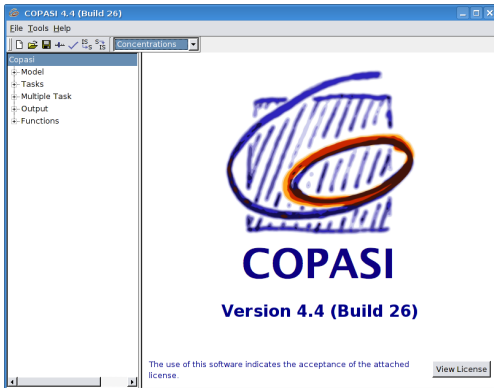 COPASI 4.4 (Build 26)
File Tools Help
Concentrations
Copasi
Model
Tasks
Multiple Task
Output
Functions
COPASI
Version 4.4 (Build 26)
The use of this software indicates the acceptance of the attached
license.
View License